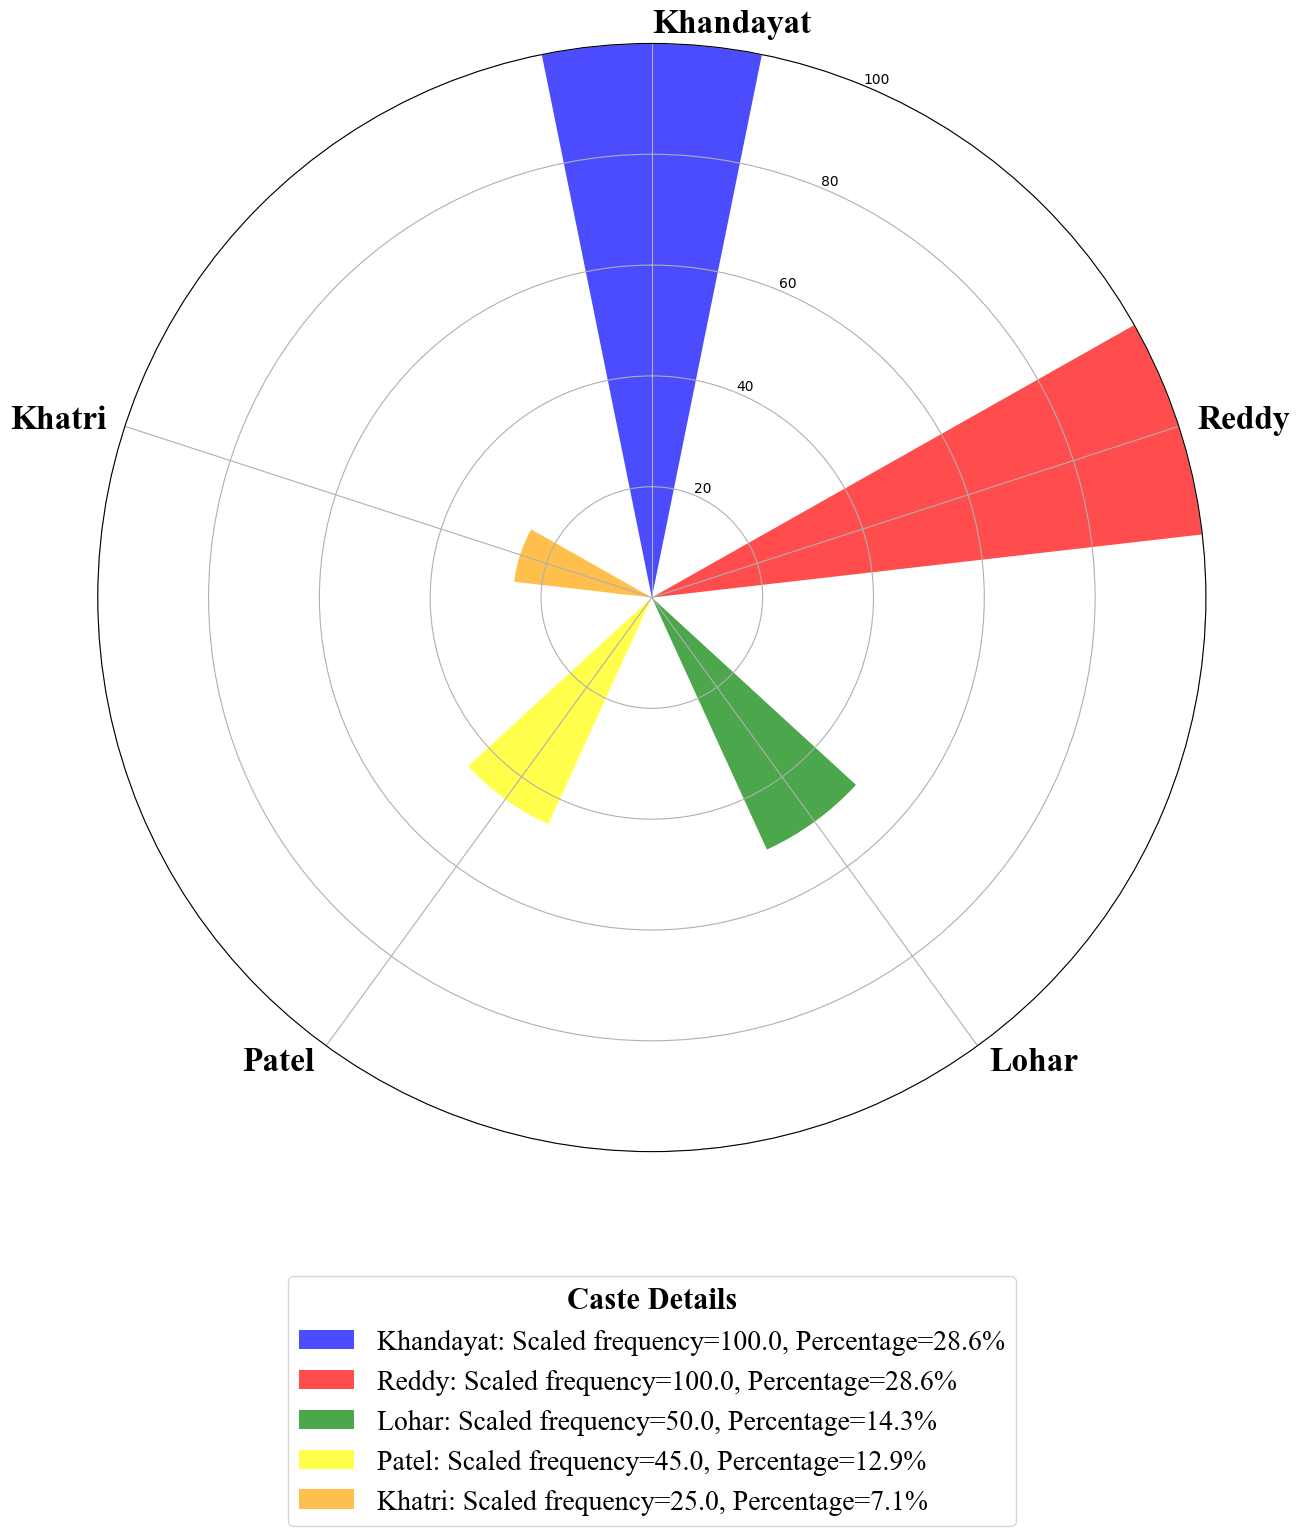 Khandayat
100
80
60
Khatri
40
Reddy
20
Patel
Lohar
Caste Details
Khandayat: Scaled frequency=100.0, Percentage=28.6%
Reddy: Scaled frequency=100.0, Percentage=28.6%
Lohar: Scaled frequency=50.0, Percentage=14.3%
Patel: Scaled frequency=45.0, Percentage=12.9%
Khatri: Scaled frequency=25.0, Percentage=7.1%